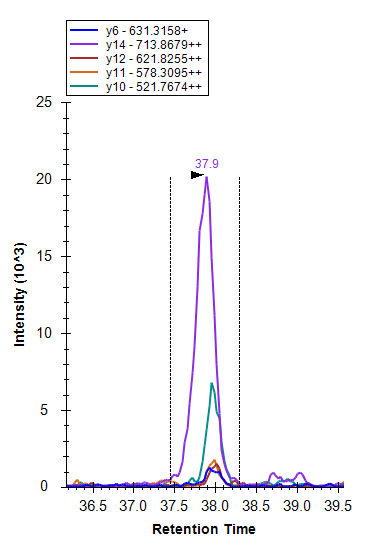 y6 - 631.3158+
y14 - 713.8679++
y12 - 621.8255++
y11 - 578.3095++
y10 - 521.7674++
25
37.9
20
15
10
5
0
Intensity (10^3)
36.5 37.0 37.5 38.0 38.5 39.0 39.5
Retention Time